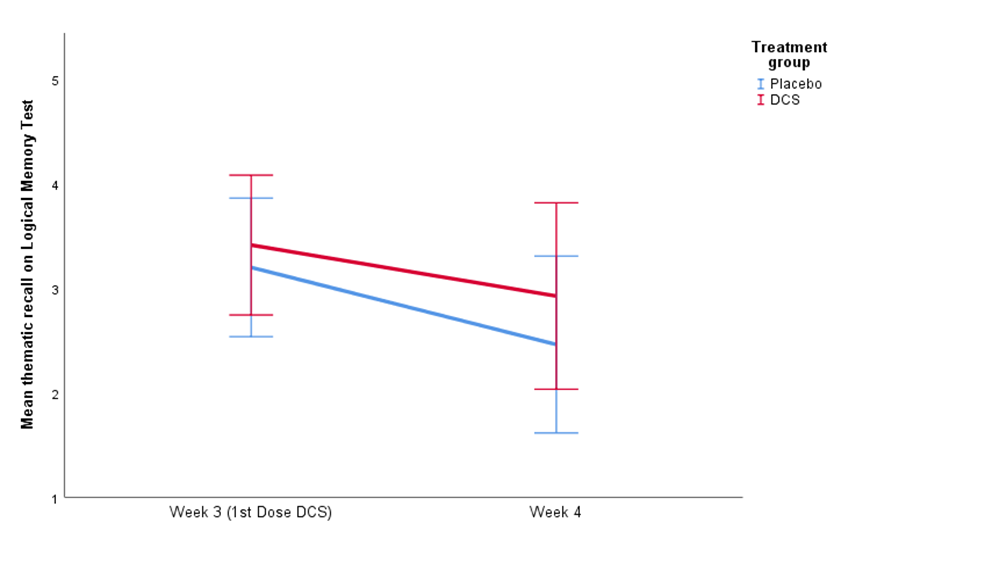 Treatment
group
Placebo
DCS
Mean thematic recall on Logical Memory Test
5
4
3
2
1
Week 3 (1st Dose DCS)
Week 4